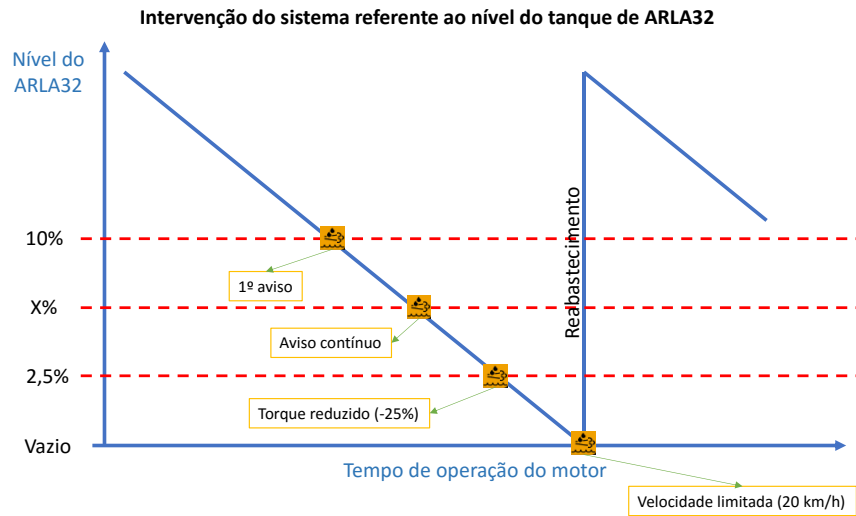 Intervenção do sistema referente ao nível do tanque de ARLA32
Nível do
ARLA32
10%
1º aviso
Reabastecimento
X%
Aviso contínuo
2,5%
Torque reduzido (-25%)
Vazio
Tempo de operação do motor
Velocidade limitada (20 km/h)